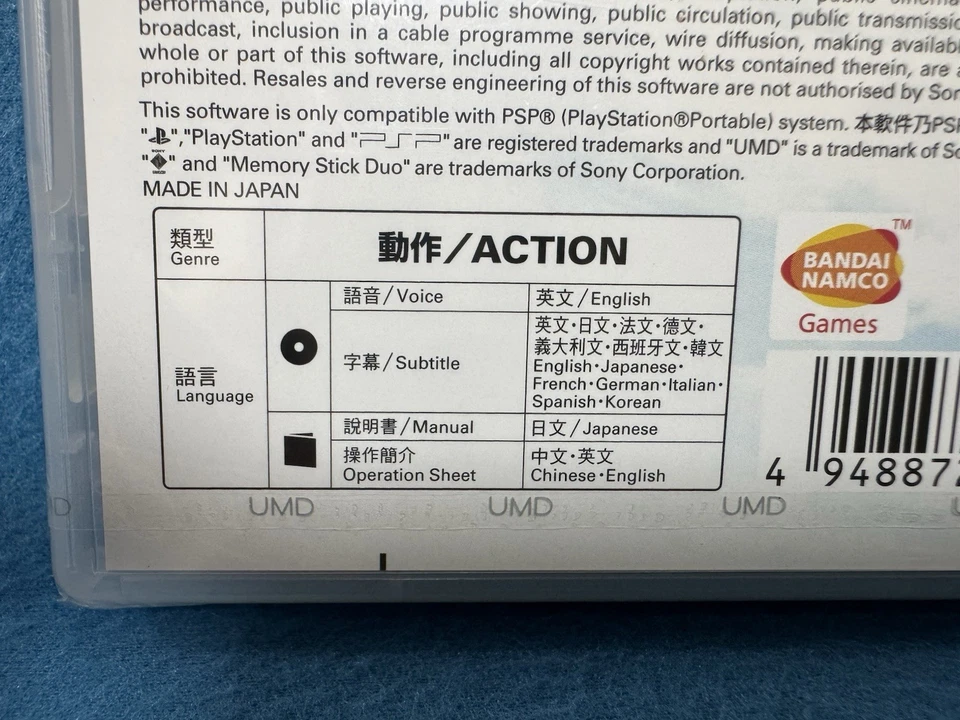 performance, public playing, public showing, public circulation, public
broadcast, inclusion in a cable programme service, wire diffusion, making
whole or part of this software, including all copyright works contained therein, are
prohibited. Resales and reverse engineering of this software are not authorised by
This software is only compatible with PSP® (PlayStation®Portable) system. 本軟件乃PSP
" ","PlayStation" and "PSP" are registered trademarks and "UMD" is a trademark of
" " and "Memory Stick Duo" are trademarks of Sony Corporation.
MADE IN JAPAN
類型
Genre
動作/ACTION
語言
Language
語音/Voice
英文/English
字幕/Subtitle
英文·日文·法文·德文·
義大利文·西班牙文·韓文
English·Japanese·
French·German·Italian·
Spanish·Korean
說明書/Manual
日文/Japanese
操作簡介
Operation Sheet
中文·英文
Chinese·English
BANDAI
NAMCO
TM
Games
4 948872
UMD UMD UMD